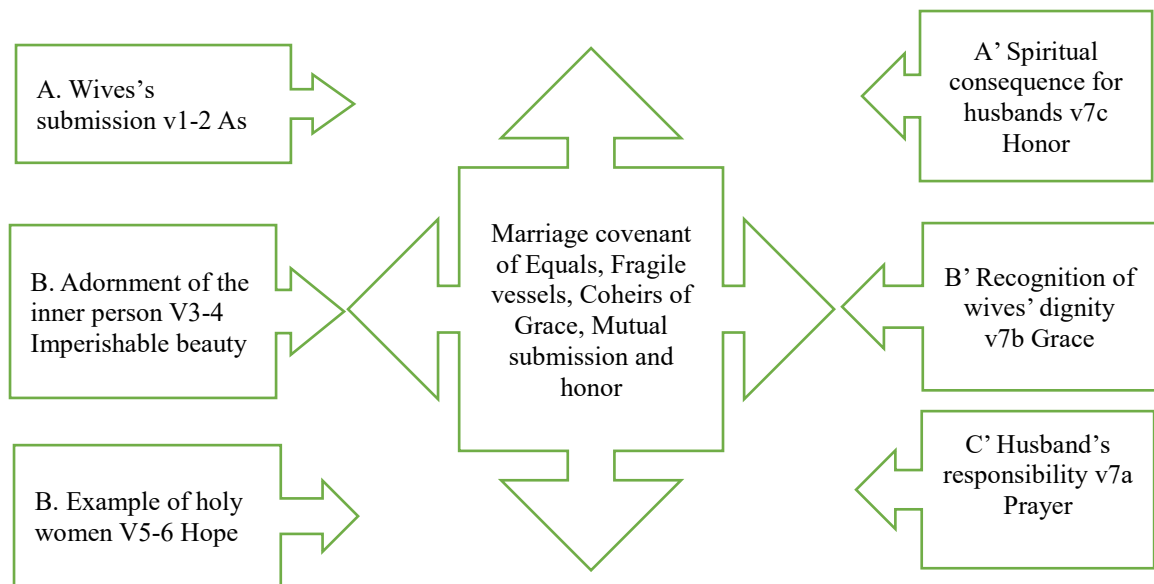 A. Wives's
submission v1-2 As
B. Adornment of the
inner person V3-4
Imperishable beauty
B. Example of holy
women V5-6 Hope
Marriage covenant
of Equals, Fragile
vessels, Coheirs of
Grace, Mutual
submission and
honor
A’ Spiritual
consequence for
husbands v7c
Honor
B’ Recognition of
wives’ dignity
v7b Grace
C’ Husband’s
responsibility v7a
Prayer